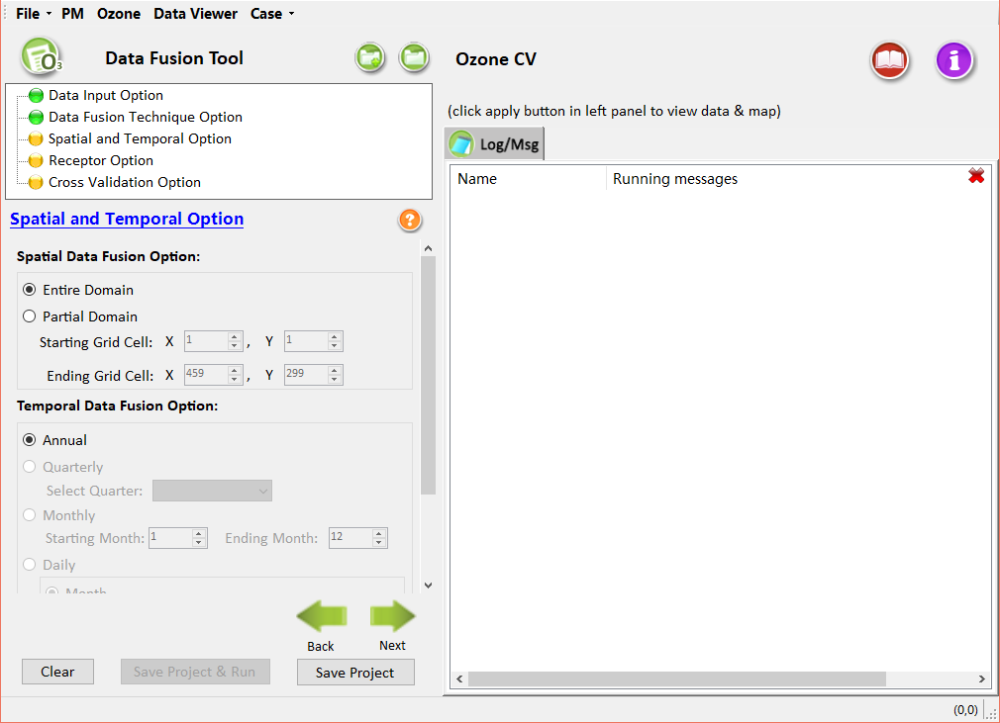 File PM Ozone Data Viewer Case
O3 Data Fusion Tool
Ozone CV
Data Input Option
Data Fusion Technique Option
Spatial and Temporal Option
Receptor Option
Cross Validation Option
Spatial and Temporal Option
?
Spatial Data Fusion Option:
Entire Domain
Partial Domain
Starting Grid Cell: X 1 , Y 1
Ending Grid Cell: X 459 , Y 299
Temporal Data Fusion Option:
Annual
Quarterly
Select Quarter:
Monthly
Starting Month: 1 Ending Month: 12
Daily
Month
Back Next
Clear Save Project & Run Save Project
(click apply button in left panel to view data & map)
Log/Msg
Name Running messages
(0,0)